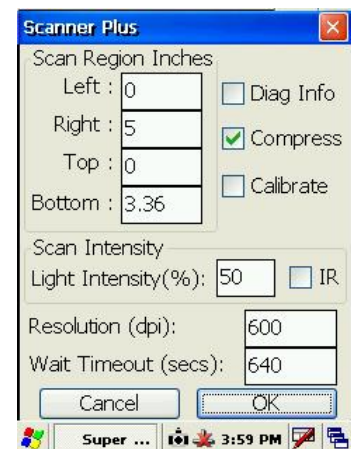 Scanner Plus
Scan Region Inches
Left : 0
Diag Info
Right : 5
Compress
Top : 0
Calibrate
Bottom : 3.36
Scan Intensity
Light Intensity(%): 50 IR
Resolution (dpi): 600
Wait Timeout (secs): 640
Cancel OK
Super ... 3:59 PM